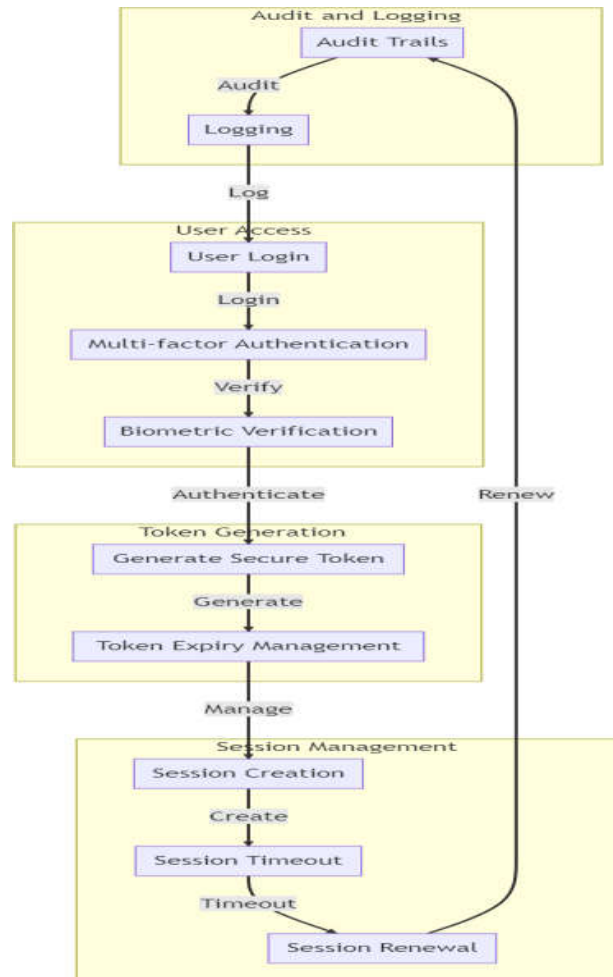 Audit and Logging
Audit Trails
Audit
Logging
Log
User Access
User Login
Login
Multi-factor Authentication
Verify
Biometric Verification
Authenticate
Renew
Token Generation
Generate Secure Token
Generate
Token Expiry Management
Manage
Session Management
Session Creation
Create
Session Timeout
Timeout
Session Renewal